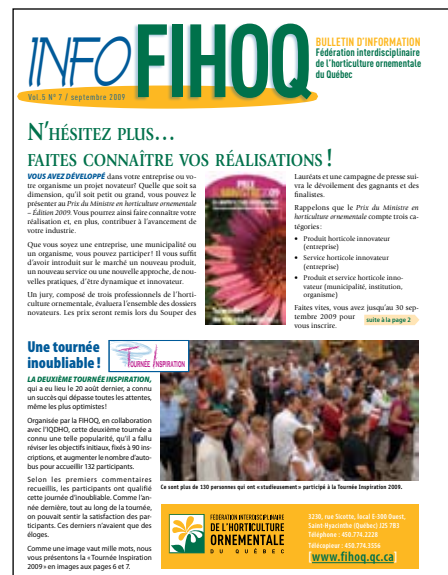 INFO FIHOQ
BULLETIN D'INFORMATION
Fédération interdisciplinaire
de l'horticulture ornementale
du Québec
Vol.5 N° 7 / septembre 2009
N'HÉSITEZ PLUS…
FAITES CONNAÎTRE VOS RÉALISATIONS !
VOUS AVEZ DÉVELOPPÉ dans votre entreprise ou vo-
tre organisme un projet novateur? Quelle que soit sa
dimension, qu'il soit petit ou grand, vous pouvez le
présenter au Prix du Ministre en horticulture ornementale
– Édition 2009. Vous pourrez ainsi faire connaître votre
réalisation et, en plus, contribuer à l'avancement de
votre industrie.
Que vous soyez une entreprise, une municipalité ou
un organisme, vous pouvez participer! Il vous suffit
d'avoir introduit sur le marché un nouveau produit,
un nouveau service ou une nouvelle approche, de nou-
velles pratiques, d'être dynamique et innovateur.
Un jury, composé de trois professionnels de l'horti-
culture ornementale, évaluera l'ensemble des dossiers
novateurs. Les prix seront remis lors du Souper des
Lauréats et une campagne de presse sui-
vra le dévoilement des gagnants et des
finalistes.
Rappelons que le Prix du Ministre en
horticulture ornementale compte trois ca-
tégories :
• Produit horticole innovateur
(entreprise)
• Service horticole innovateur
(entreprise)
• Produit et service horticole inno-
vateur (municipalité, institution,
organisme)
Faites vites, vous avez jusqu'au 30 sep-
tembre 2009 pour
vous inscrire.
suite à la page 2
Une tournée
inoubliable !
TOURNÉE INSPIRATION
LA DEUXIÈME TOURNÉE INSPIRATION,
qui a eu lieu le 20 août dernier, a connu
un succès qui dépasse toutes les attentes,
même les plus optimistes!
Organisée par la FIHOQ, en collaboration
avec l'IQDHO, cette deuxième tournée a
connu une telle popularité, qu'il a fallu
réviser les objectifs initiaux, fixés à 90 ins-
criptions, et augmenter le nombre d'auto-
bus pour accueillir 132 participants.
Selon les premiers commentaires
recueillis, les participants ont qualifié
cette journée d'inoubliable. Comme l'an-
née dernière, tout au long de la tournée,
on pouvait sentir la satisfaction des par-
ticipants. Ces derniers n'avaient que des
éloges.
Comme une image vaut mille mots, nous
vous présentons la « Tournée Inspiration
2009 » en images aux pages 6 et 7.
Ce sont plus de 130 personnes qui ont «studieusement» participé à la Tournée Inspiration 2009.
FÉDÉRATION INTERDISCIPLINAIRE
DE L'HORTICULTURE
ORNEMENTALE
DU QUÉBEC
3230, rue Sicotte, local E-300-Ouest,
Saint-Hyacinthe (Québec) J2S 7B3
Téléphone : 450.774.2228
Télécopieur : 450.774.3556
[www.fihoq.qc.ca]